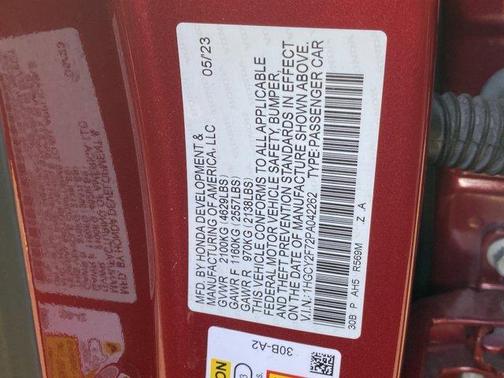 MFD. BY HONDA DEVELOPMENT & 05/23
MANUFACTURING OF AMERICA, LLC
GVWR 2100KG (4629LBS)
GAWR F 1160KG (2557LBS)
GAWR R 970KG (2138LBS)
THIS VEHICLE CONFORMS TO ALL APPLICABLE
FEDERAL MOTOR VEHICLE SAFETY, BUMPER,
AND THEFT PREVENTION STANDARDS IN EFFECT
ON THE DATE OF MANUFACTURE SHOWN ABOVE.
V.I.N: 1HGCY2F72PA042262 TYPE: PASSENGER CAR
30B P AH5 R569M Z A
30B-A2